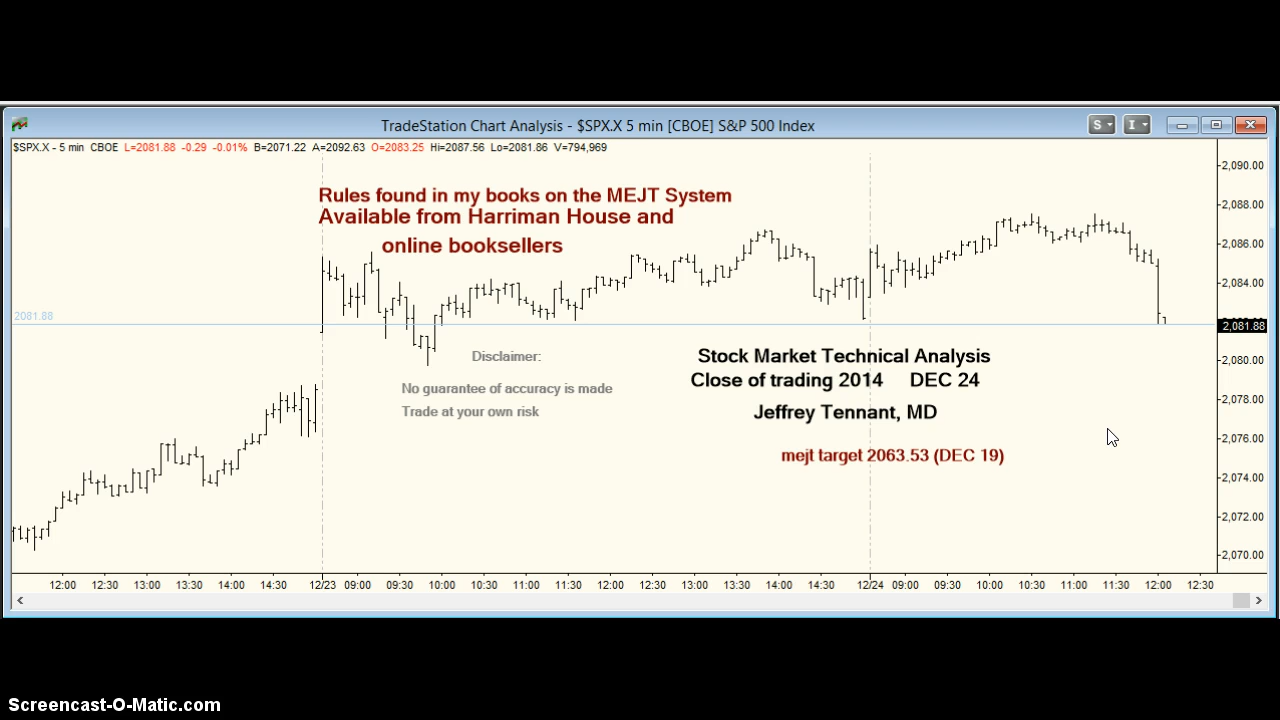 TradeStation Chart Analysis - $SPX.X 5 min [CBOE] S&P 500 Index
S I
$SPX.X - 5 min CBOE L=2081.88 -0.29 -0.01% B=2071.22 A=2092.63 O=2083.25 Hi=2087.56 Lo=2081.86 V=794,969
2,090.00
Rules found in my books on the MEJT System
2,088.00
Available from Harriman House and
online booksellers
2,086.00
2,084.00
2081.88
2,081.88
Disclaimer:
Stock Market Technical Analysis
2,080.00
Close of trading 2014 DEC 24
No guarantee of accuracy is made
2,078.00
Trade at your own risk
Jeffrey Tennant, MD
2,076.00
mejt target 2063.53 (DEC 19)
2,074.00
2,072.00
2,070.00
12:00 12:30 13:00 13:30 14:00 14:30 12/23 09:00 09:30 10:00 10:30 11:00 11:30 12:00 12:30 13:00 13:30 14:00 14:30 12/24 09:00 09:30 10:00 10:30 11:00 11:30 12:00 12:30
Screencast-O-Matic.com